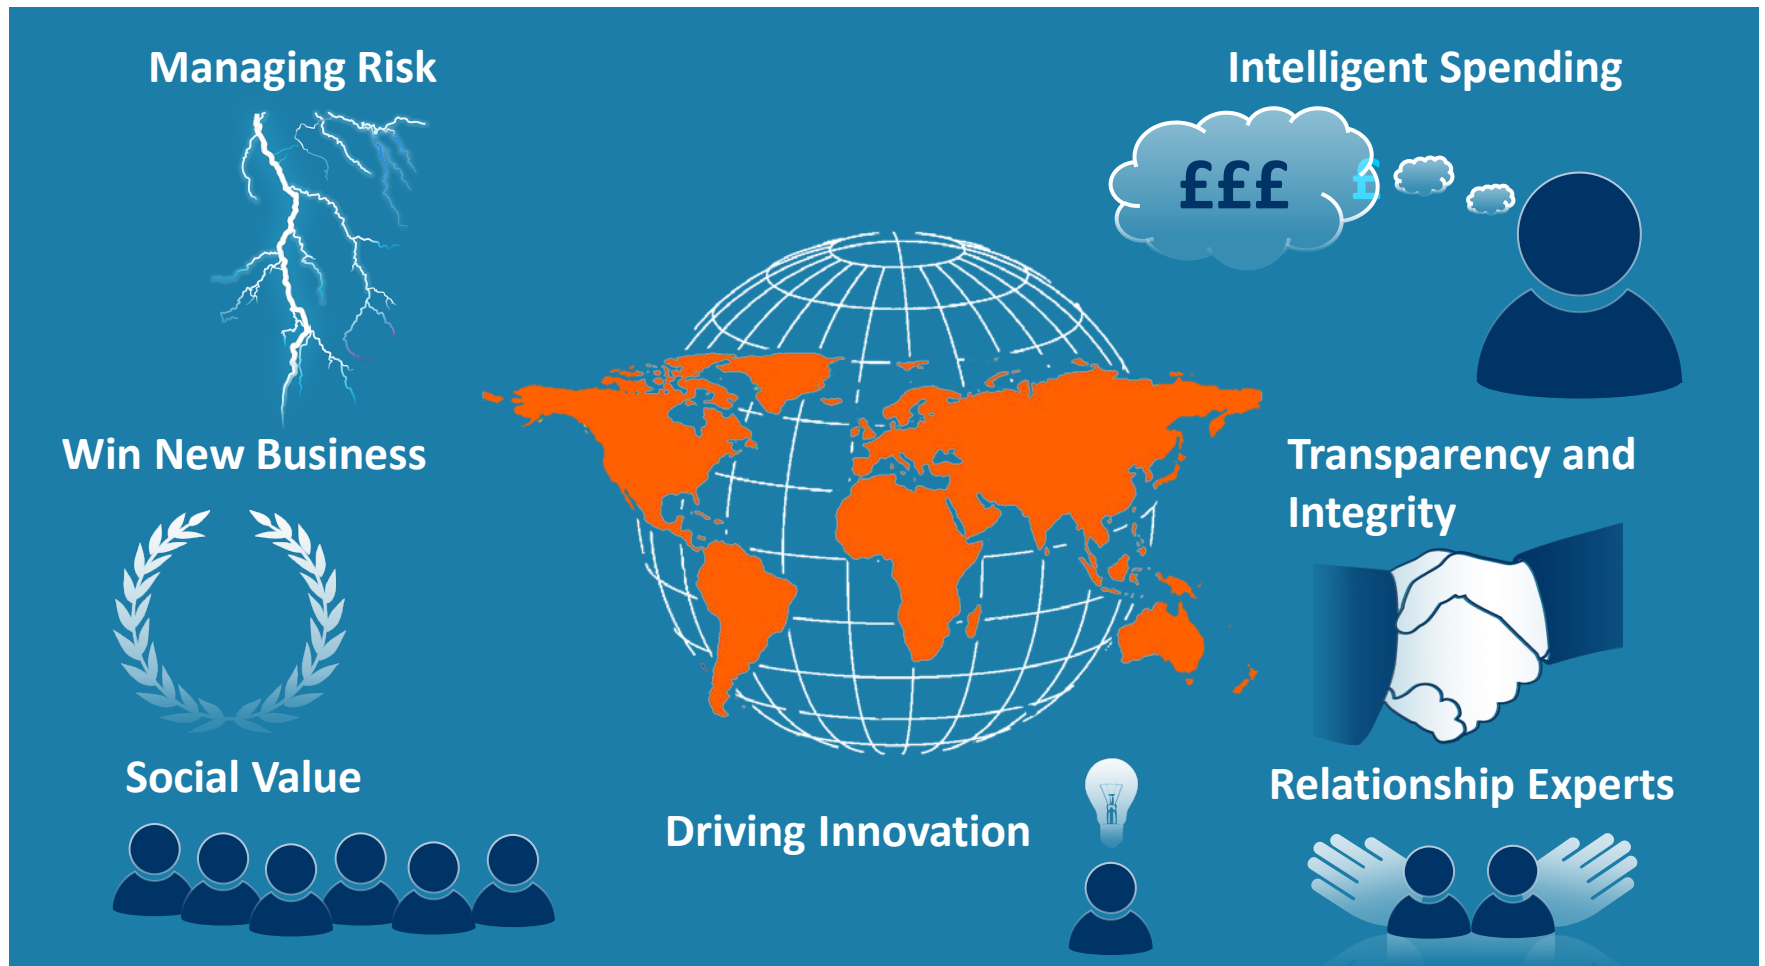 Managing Risk
Intelligent Spending
£££ £
Win New Business
Transparency and
Integrity
Social Value
Driving Innovation
Relationship Experts